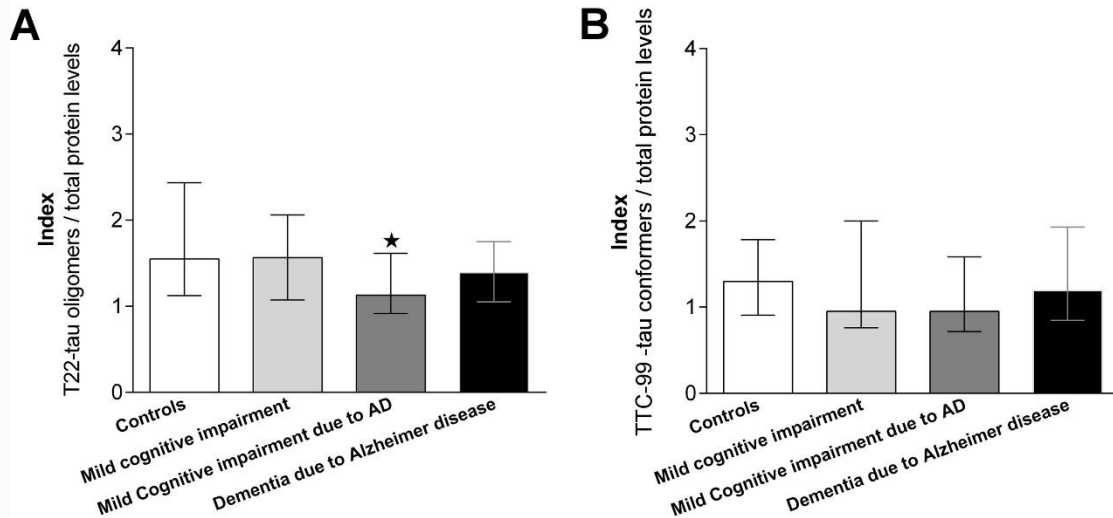 A
Index
T22-tau oligomers / total protein levels
4
3
2
1
0
★
Controls
Mild cognitive impairment
Mild Cognitive impairment due to AD
Dementia due to Alzheimer disease
B
Index
TTC-99 -tau conformers / total protein levels
4
3
2
1
0
Controls
Mild cognitive impairment
Mild Cognitive impairment due to AD
Dementia due to Alzheimer disease